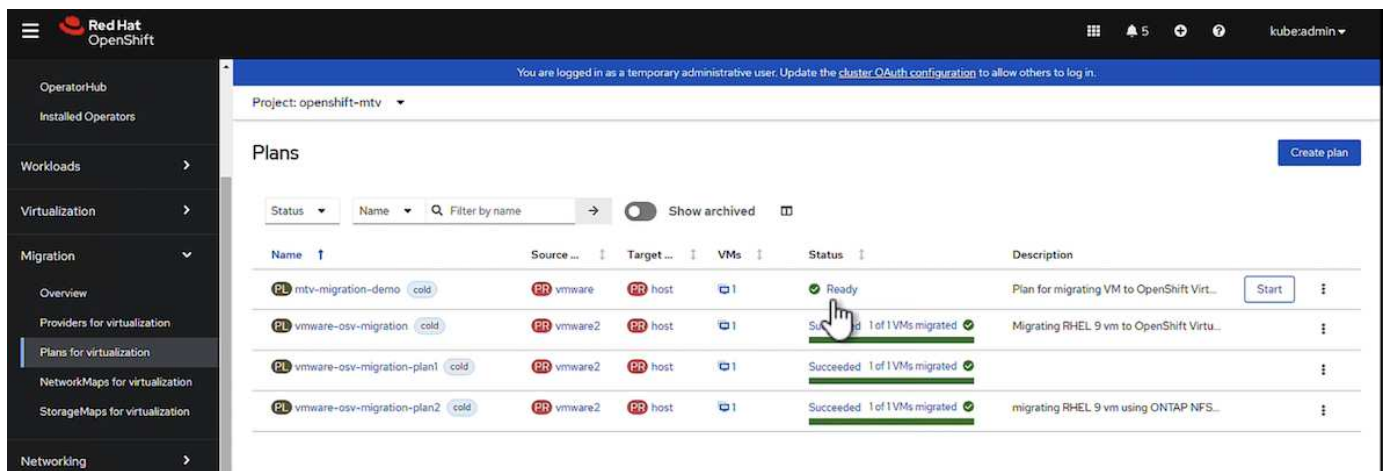 Red Hat
OpenShift
5
kube:admin
You are logged in as a temporary administrative user. Update the cluster OAuth configuration to allow others to log in.
OperatorHub
Installed Operators
Workloads
Virtualization
Migration
Overview
Providers for virtualization
Plans for virtualization
NetworkMaps for virtualization
StorageMaps for virtualization
Networking
Project: openshift-mtv
Plans
Create plan
Status Name Filter by name Show archived
Name Source ... Target ... VMs Status Description
PL mtv-migration-demo cold PR vmware PR host 1 Ready Plan for migrating VM to OpenShift Virt... Start
PL vmware-osv-migration cold PR vmware2 PR host 1 1 of 1 VMs migrated Migrating RHEL 9 vm to OpenShift Virtu...
PL vmware-osv-migration-plan1 cold PR vmware2 PR host 1 Succeeded 1 of 1 VMs migrated
PL vmware-osv-migration-plan2 cold PR vmware2 PR host 1 Succeeded 1 of 1 VMs migrated migrating RHEL 9 vm using ONTAP NFS...